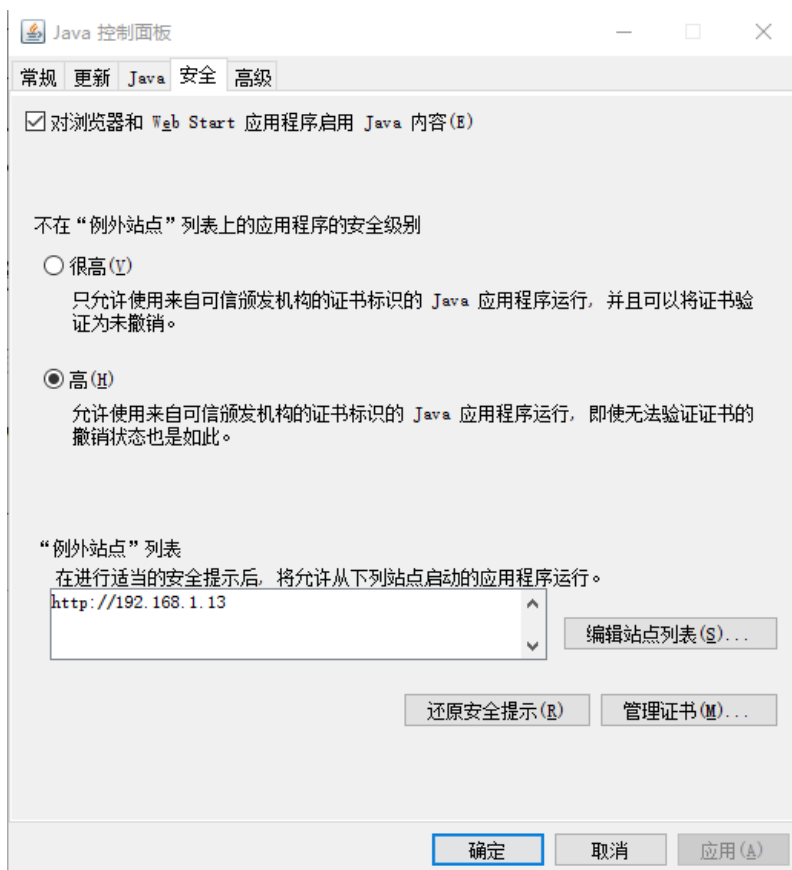 Java 控制面板
常规 更新 Java 安全 高级
对浏览器和 Web Start 应用程序启用 Java 内容(E)
不在“例外站点”列表上的应用程序的安全级别
很高(V)
只允许使用来自可信颁发机构的证书标识的 Java 应用程序运行, 并且可以将证书验
证为未撤销。
高(H)
允许使用来自可信颁发机构的证书标识的 Java 应用程序运行, 即使无法验证证书的
撤销状态也是如此。
“例外站点”列表
在进行适当的安全提示后, 将允许从下列站点启动的应用程序运行。
http://192.168.1.13
编辑站点列表(S)...
还原安全提示(R) 管理证书(M)...
确定 取消 应用(A)